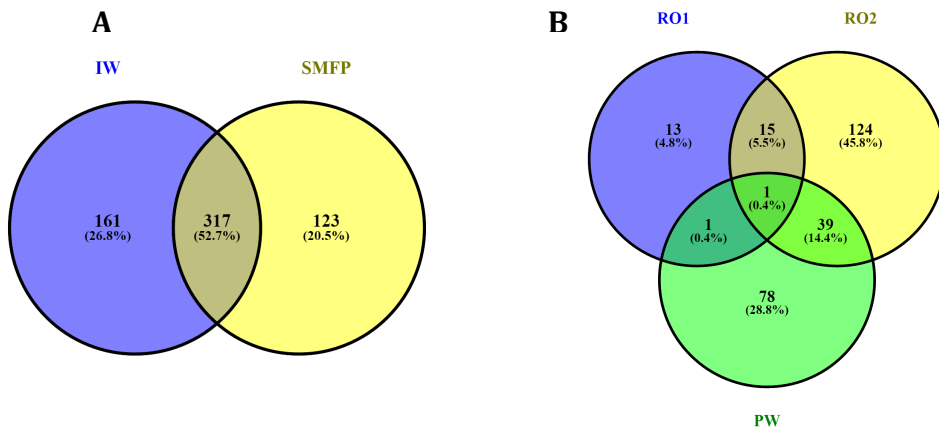 A
IW
SMFP
161
(26.8%)
317
(52.7%)
123
(20.5%)
B
RO1
RO2
13
(4.8%)
15
(5.5%)
124
(45.8%)
1
(0.4%)
1
(0.4%)
39
(14.4%)
78
(28.8%)
PW